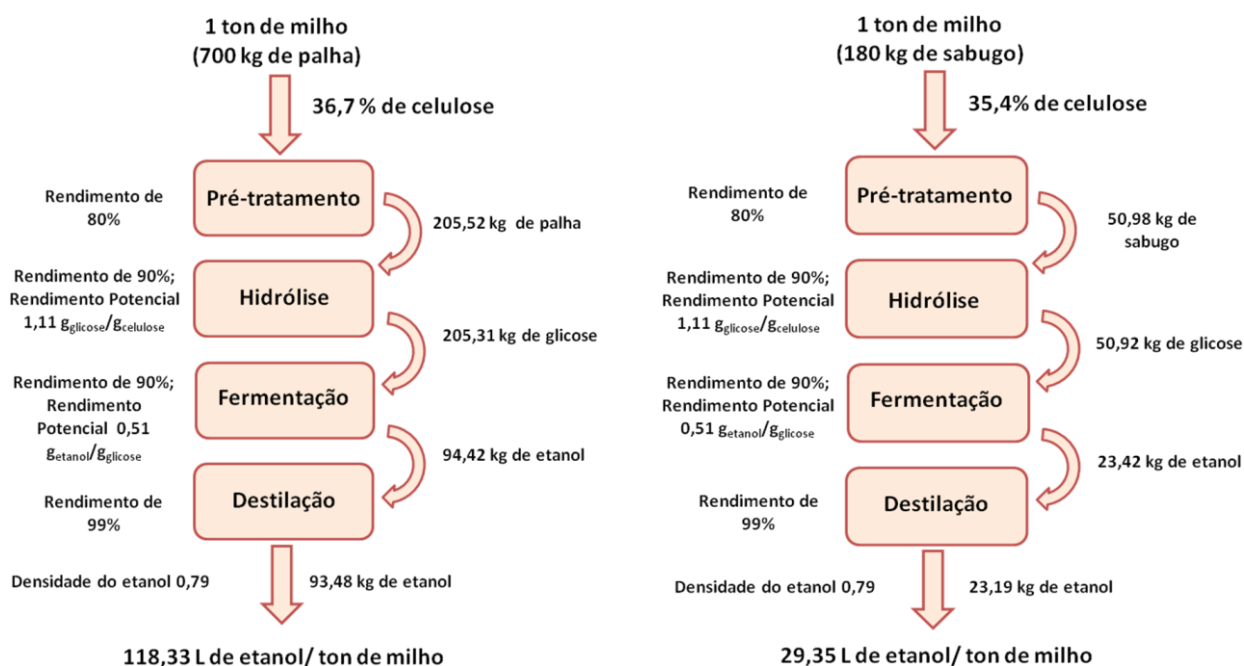 1 ton de milho
(700 kg de palha)
36,7 % de celulose
Rendimento de
80%
Pré-tratamento
205,52 kg de palha
Rendimento de 90%;
Rendimento Potencial
1,11 gglicose/gcelulose
Hidrólise
205,31 kg de glicose
Rendimento de 90%;
Rendimento
Potencial 0,51
getanol/gglicose
Fermentação
94,42 kg de etanol
Rendimento de
99%
Destilação
Densidade do etanol 0,79
93,48 kg de etanol
118,33 L de etanol/ ton de milho
1 ton de milho
(180 kg de sabugo)
35,4% de celulose
Rendimento de
80%
Pré-tratamento
50,98 kg de
sabugo
Rendimento de 90%;
Rendimento Potencial
1,11 gglicose/gcelulose
Hidrólise
50,92 kg de glicose
Rendimento de 90%;
Rendimento Potencial
0,51 getanol/gglicose
Fermentação
23,42 kg de etanol
Rendimento de
99%
Destilação
Densidade do etanol 0,79
23,19 kg de etanol
29,35 L de etanol/ ton de milho